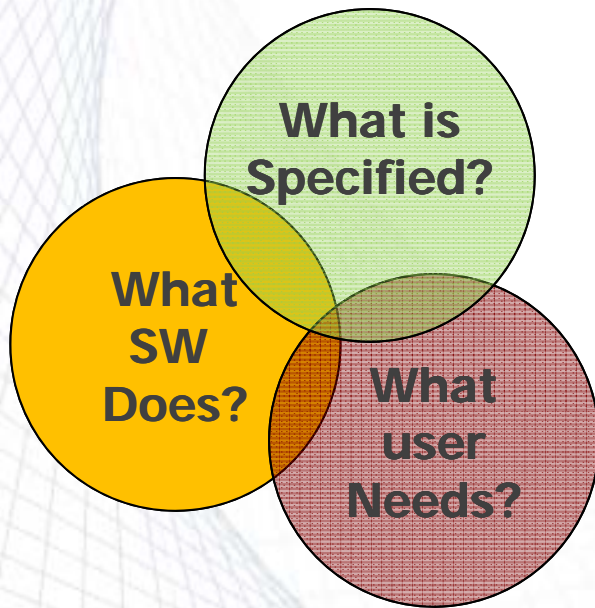 What is
Specified?
What
SW
Does?
What
user
Needs?